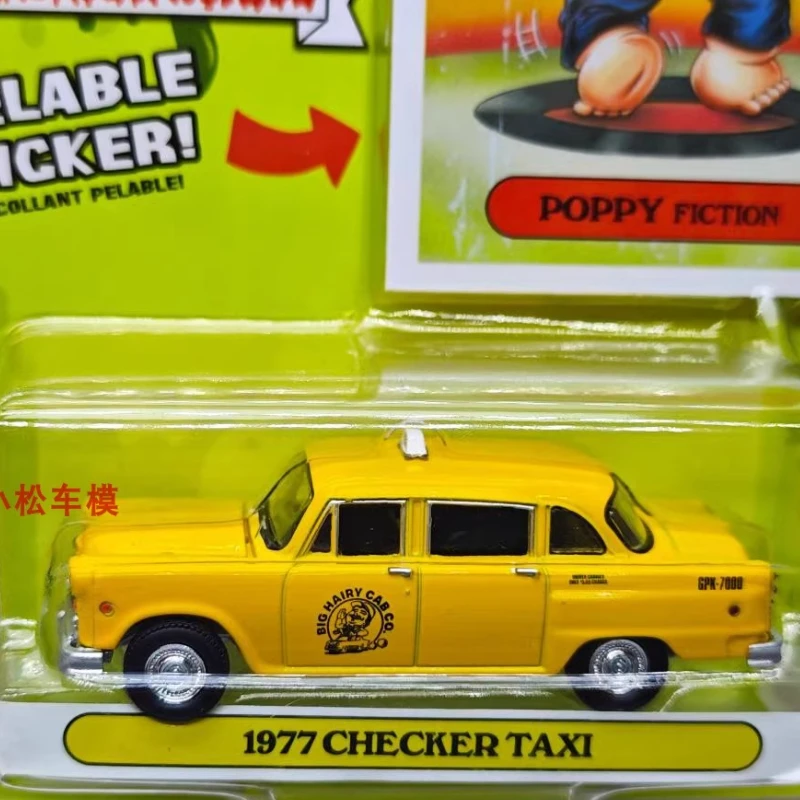 ELABLE
ICKER!
COLLANT PELABLE!
POPPY FICTION
小松车模
BIG HAIRY CAB CO.
GPK-7000
1977 CHECKER TAXI